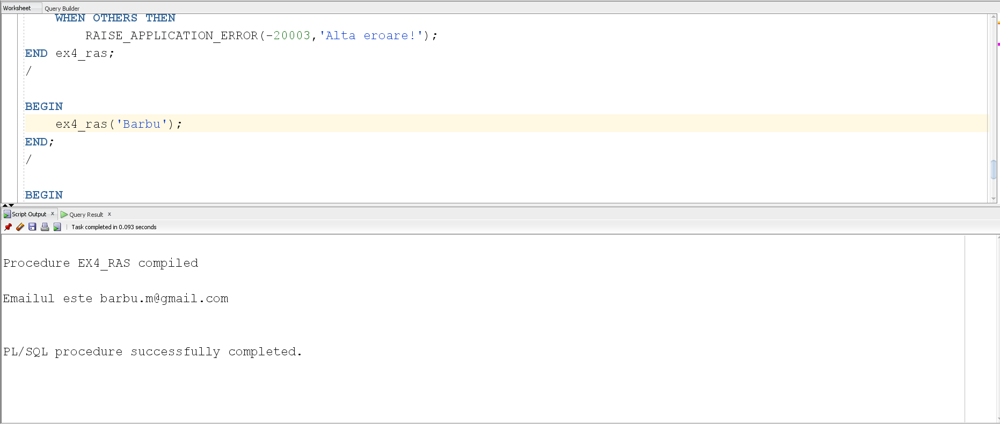 Worksheet Query Builder
WHEN OTHERS THEN
RAISE_APPLICATION_ERROR(-20003,'Alta eroare!');
END ex4_ras;
/
BEGIN
ex4_ras('Barbu');
END;
/
BEGIN
Script Output x Query Result x
Task completed in 0.093 seconds
Procedure EX4_RAS compiled
Emailul este barbu.m@gmail.com
PL/SQL procedure successfully completed.